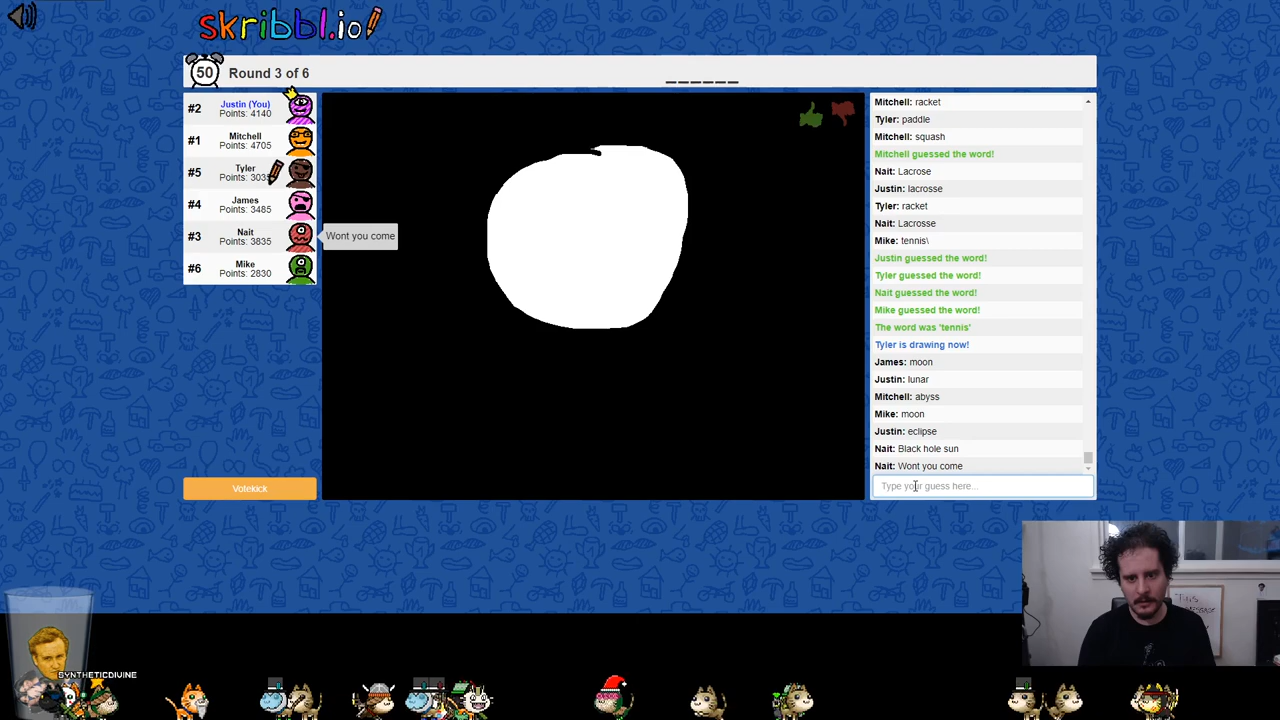 skribbl.io
50
Round 3 of 6
______
#2
Justin (You)
Points: 4140
#1
Mitchell
Points: 4705
#5
Tyler
#4
James
Points: 3485
#3
Nait
Points: 3835
#6
Mike
Points: 2830
Wont you come
Votekick
Mitchell: racket
Tyler: paddle
Mitchell: squash
Mitchell guessed the word!
Nait: Lacrose
Justin: lacrosse
Tyler: racket
Nait: Lacrosse
Mike: tennis\
Justin guessed the word!
Tyler guessed the word!
Nait guessed the word!
Mike guessed the word!
The word was 'tennis'
Tyler is drawing now!
James: moon
Justin: lunar
Mitchell: abyss
Mike: moon
Justin: eclipse
Nait: Black hole sun
Nait: Wont you come
Type your guess here...
SYNTHETICDIVINE